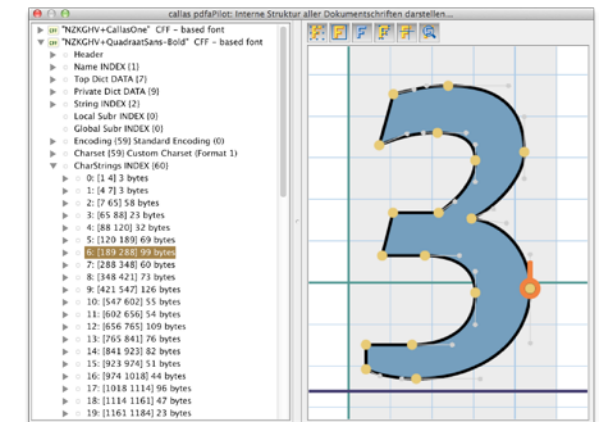 callas pdfaPilot: Interne Struktur aller Dokumentschriften darstellen...
"NZKGHV+CallasOne" CFF - based font
"NZKGHV+QuadraatSans-Bold" CFF - based font
Header
Name INDEX (1)
Top Dict DATA (7)
Private Dict DATA (9)
String INDEX (2)
Local Subr INDEX (0)
Global Subr INDEX (0)
Encoding (59) Standard Encoding (0)
Charset (59) Custom Charset (Format 1)
CharStrings INDEX (60)
0: [1 4] 3 bytes
1: [4 7] 3 bytes
2: [7 65] 58 bytes
3: [65 88] 23 bytes
4: [88 120] 32 bytes
5: [120 189] 69 bytes
6: [189 288] 99 bytes
7: [288 348] 60 bytes
8: [348 421] 73 bytes
9: [421 547] 126 bytes
10: [547 602] 55 bytes
11: [602 656] 54 bytes
12: [656 765] 109 bytes
13: [765 841] 76 bytes
14: [841 923] 82 bytes
15: [923 974] 51 bytes
16: [974 1018] 44 bytes
17: [1018 1114] 96 bytes
18: [1114 1161] 47 bytes
19: [1161 1184] 23 bytes
3